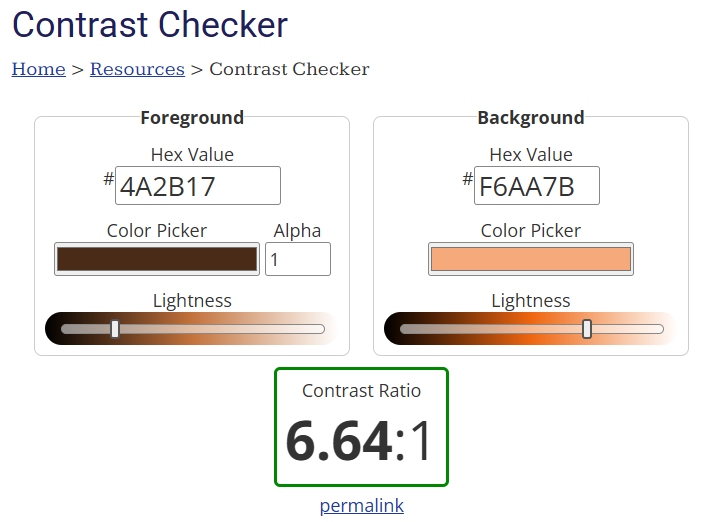 Contrast Checker
Home > Resources > Contrast Checker
Foreground
Hex Value
# 4A2B17
Color Picker
Alpha
1
Lightness
Background
Hex Value
# F6AA7B
Color Picker
Lightness
Contrast Ratio
6.64:1
permalink